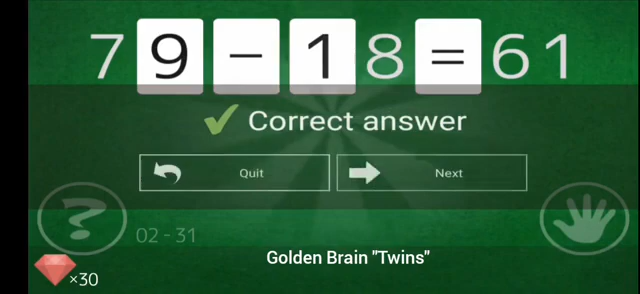 79-18=61
Correct answer
Quit
Next
?
02-31
×30
Golden Brain "Twins"